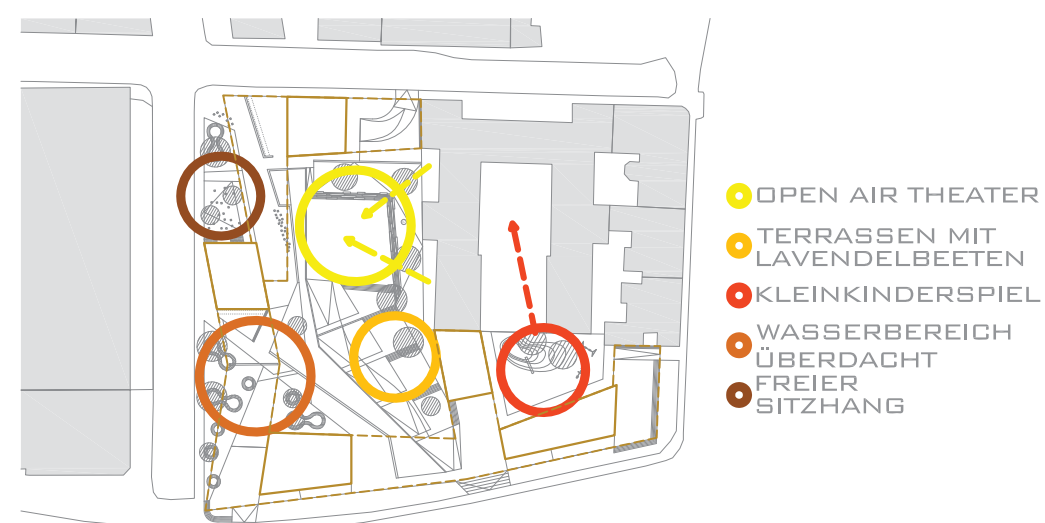 OPEN AIR THEATER
TERRASSEN MIT
LAVENDELBEETEN
KLEINKINDERSPIEL
WASSERBEREICH
ÜBERDACHT
FREIER
SITZHANG